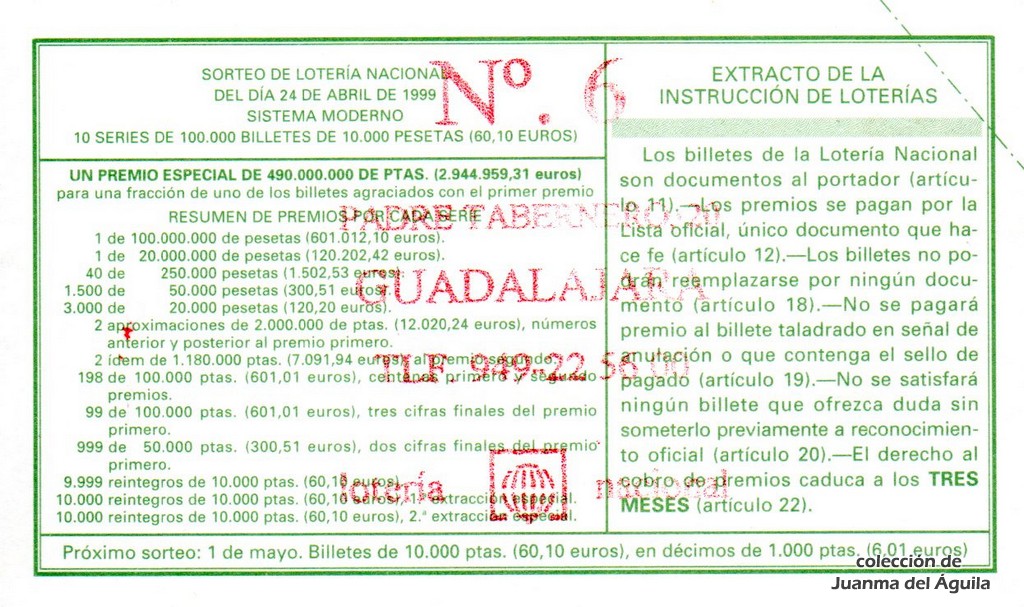 SORTEO DE LOTERÍA NACIONAL
DEL DÍA 24 DE ABRIL DE 1999
SISTEMA MODERNO
10 SERIES DE 100.000 BILLETES DE 10.000 PESETAS (60,10 EUROS)
UN PREMIO ESPECIAL DE 490.000.000 DE PTAS. (2.944.959,31 euros)
para una fracción de uno de los billetes agraciados con el primer premio
RESUMEN DE PREMIOS POR CADA SERIE
1 de 100.000.000 de pesetas (601.012,10 euros).
1 de 20.000.000 de pesetas (120.202,42 euros).
40 de 250.000 pesetas (1.502,53 euros).
1.500 de 50.000 pesetas (300,51 euros).
3.000 de 20.000 pesetas (120,20 euros).
2 aproximaciones de 2.000.000 de ptas. (12.020,24 euros), números
anterior y posterior al premio primero.
2 ídem de 1.180.000 ptas. (7.091,94 euros), al premio segundo.
198 de 100.000 ptas. (601,01 euros), centenas primero y segundo
premios.
99 de 100.000 ptas. (601,01 euros), tres cifras finales del premio
primero.
999 de 50.000 ptas. (300,51 euros), dos cifras finales del premio
primero.
9.999 reintegros de 10.000 ptas. (60,10 euros).
10.000 reintegros de 10.000 ptas. (60,10 euros), 1.ª extracción especial.
10.000 reintegros de 10.000 ptas. (60,10 euros), 2.ª extracción especial.
Nº. 6
PADRE TABERNERO-20
GUADALAJARA
TLF. 949-22 56 00
lotería nacional
EXTRACTO DE LA
INSTRUCCIÓN DE LOTERÍAS
Los billetes de la Lotería Nacional
son documentos al portador (artícu-
lo 11).—Los premios se pagan por la
Lista oficial, único documento que ha-
ce fe (artículo 12).—Los billetes no po-
drán reemplazarse por ningún docu-
mento (artículo 18).—No se pagará
premio al billete taladrado en señal de
anulación o que contenga el sello de
pagado (artículo 19).—No se satisfará
ningún billete que ofrezca duda sin
someterlo previamente a reconocimien-
to oficial (artículo 20).—El derecho al
cobro de premios caduca a los TRES
MESES (artículo 22).
Próximo sorteo: 1 de mayo. Billetes de 10.000 ptas. (60,10 euros), en décimos de 1.000 ptas. (6,01 euros)
colección de
Juanma del Águila